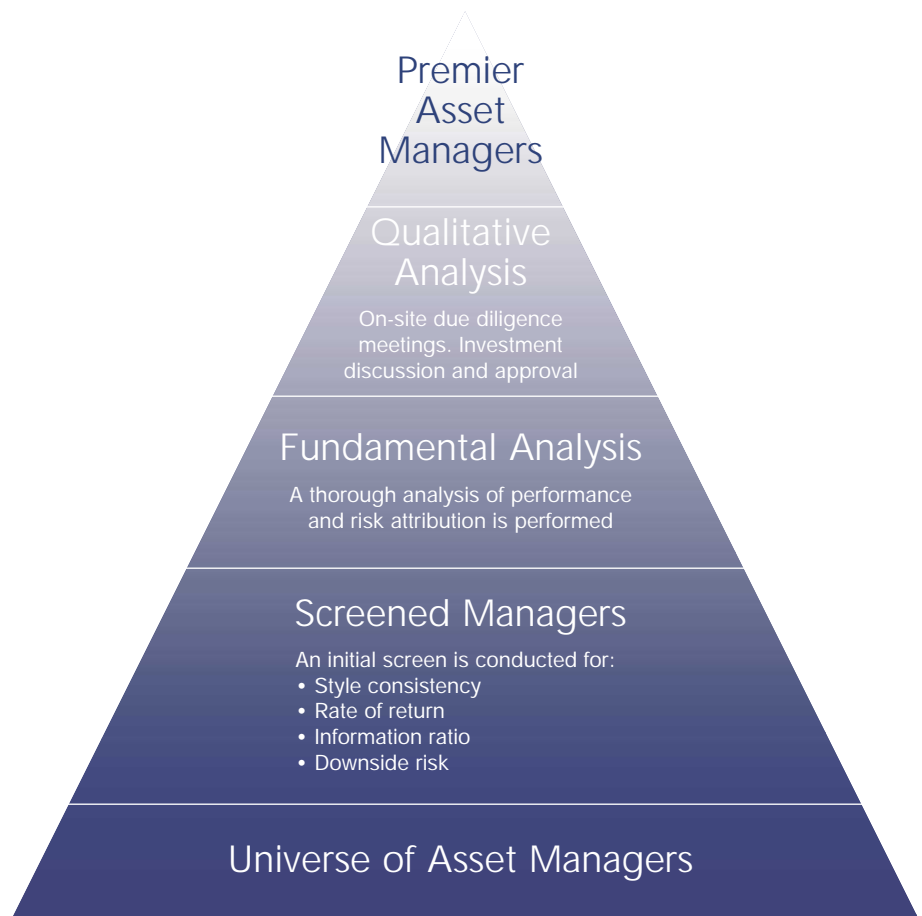 Premier
Asset
Managers
Qualitative
Analysis
On-site due diligence
meetings. Investment
discussion and approval
Fundamental Analysis
A thorough analysis of performance
and risk attribution is performed
Screened Managers
An initial screen is conducted for:
• Style consistency
• Rate of return
• Information ratio
• Downside risk
Universe of Asset Managers